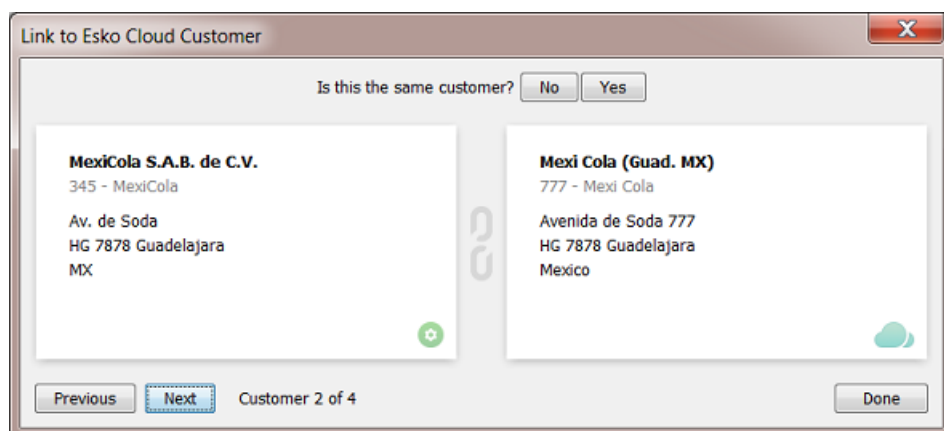 Link to Esko Cloud Customer
X
Is this the same customer? No Yes
MexiCola S.A.B. de C.V.
345 - MexiCola
Av. de Soda
HG 7878 Guadelajara
MX
Mexi Cola (Guad. MX)
777 - Mexi Cola
Avenida de Soda 777
HG 7878 Guadelajara
Mexico
Previous Next Customer 2 of 4 Done